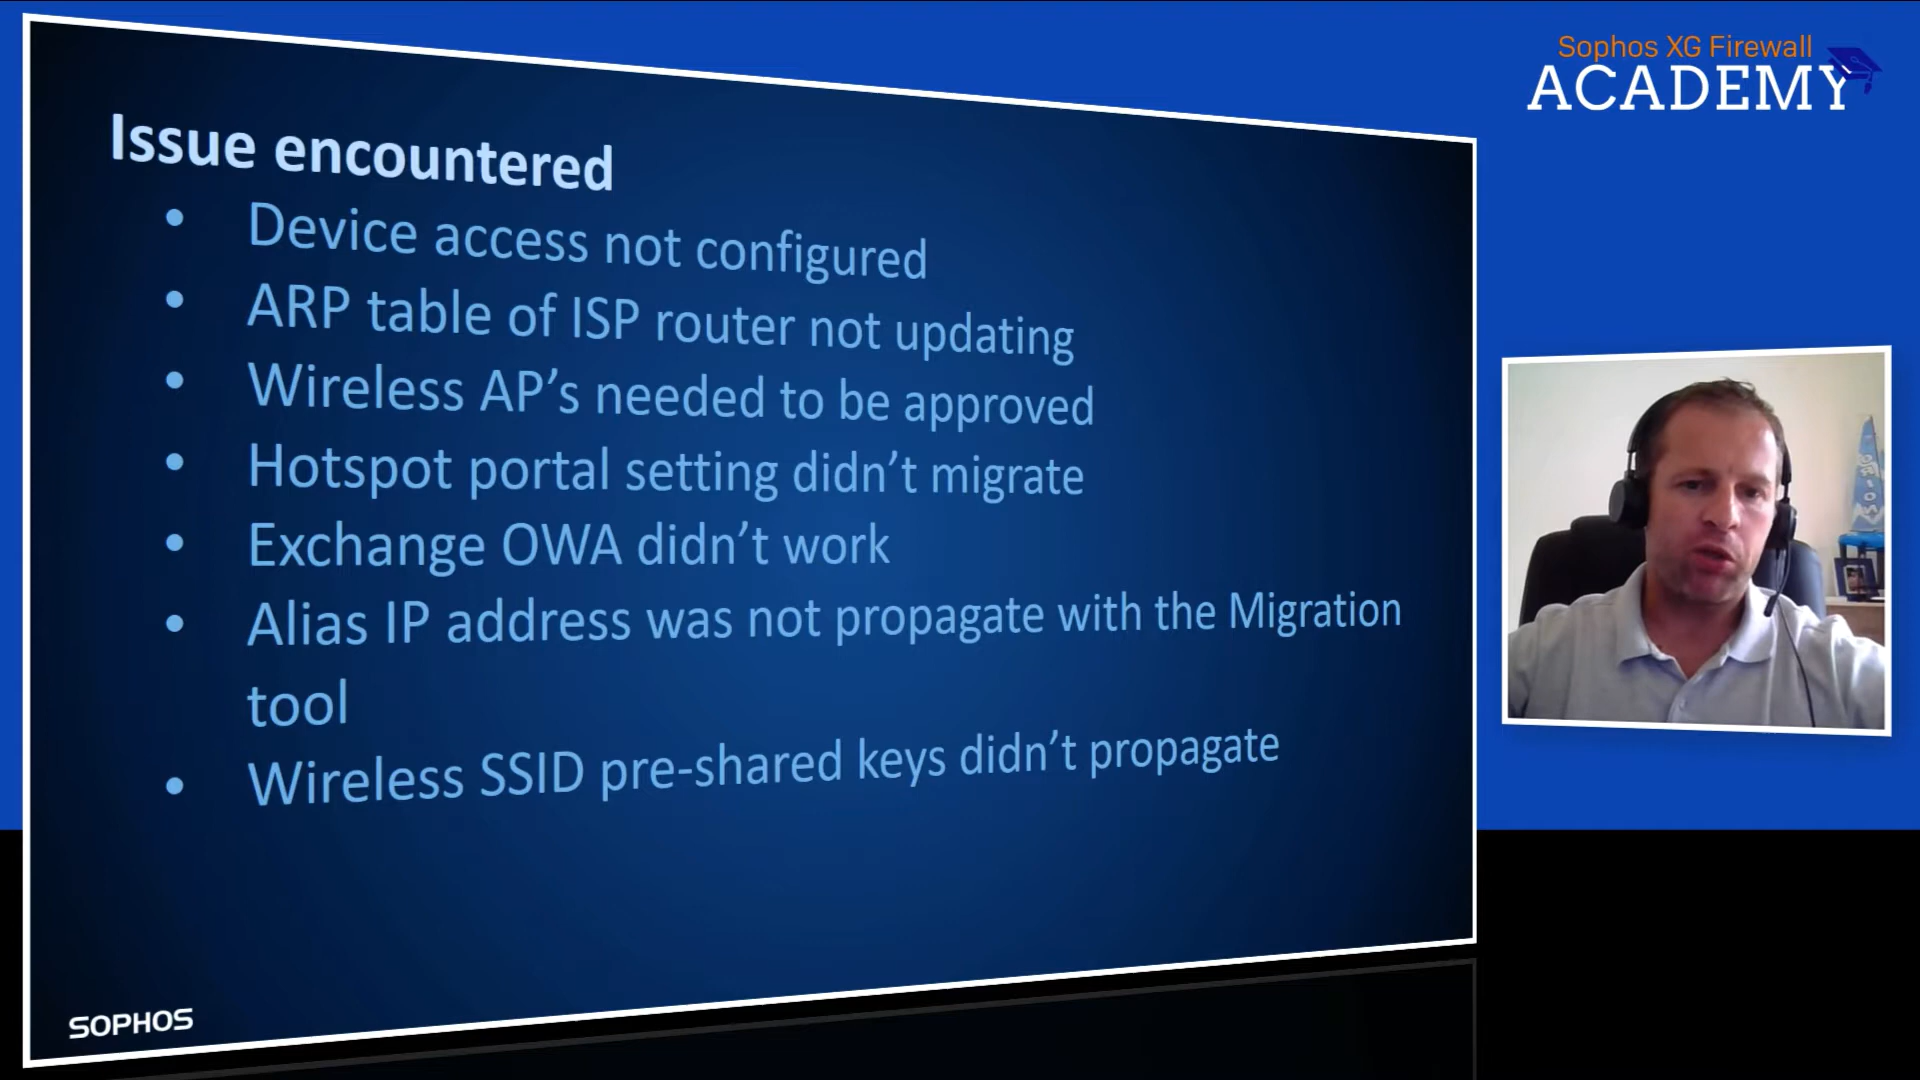 Sophos XG Firewall
ACADEMY
Issue encountered
• Device access not configured
• ARP table of ISP router not updating
• Wireless AP's needed to be approved
• Hotspot portal setting didn't migrate
• Exchange OWA didn't work
• Alias IP address was not propagate with the Migration
tool
• Wireless SSID pre-shared keys didn't propagate
SOPHOS